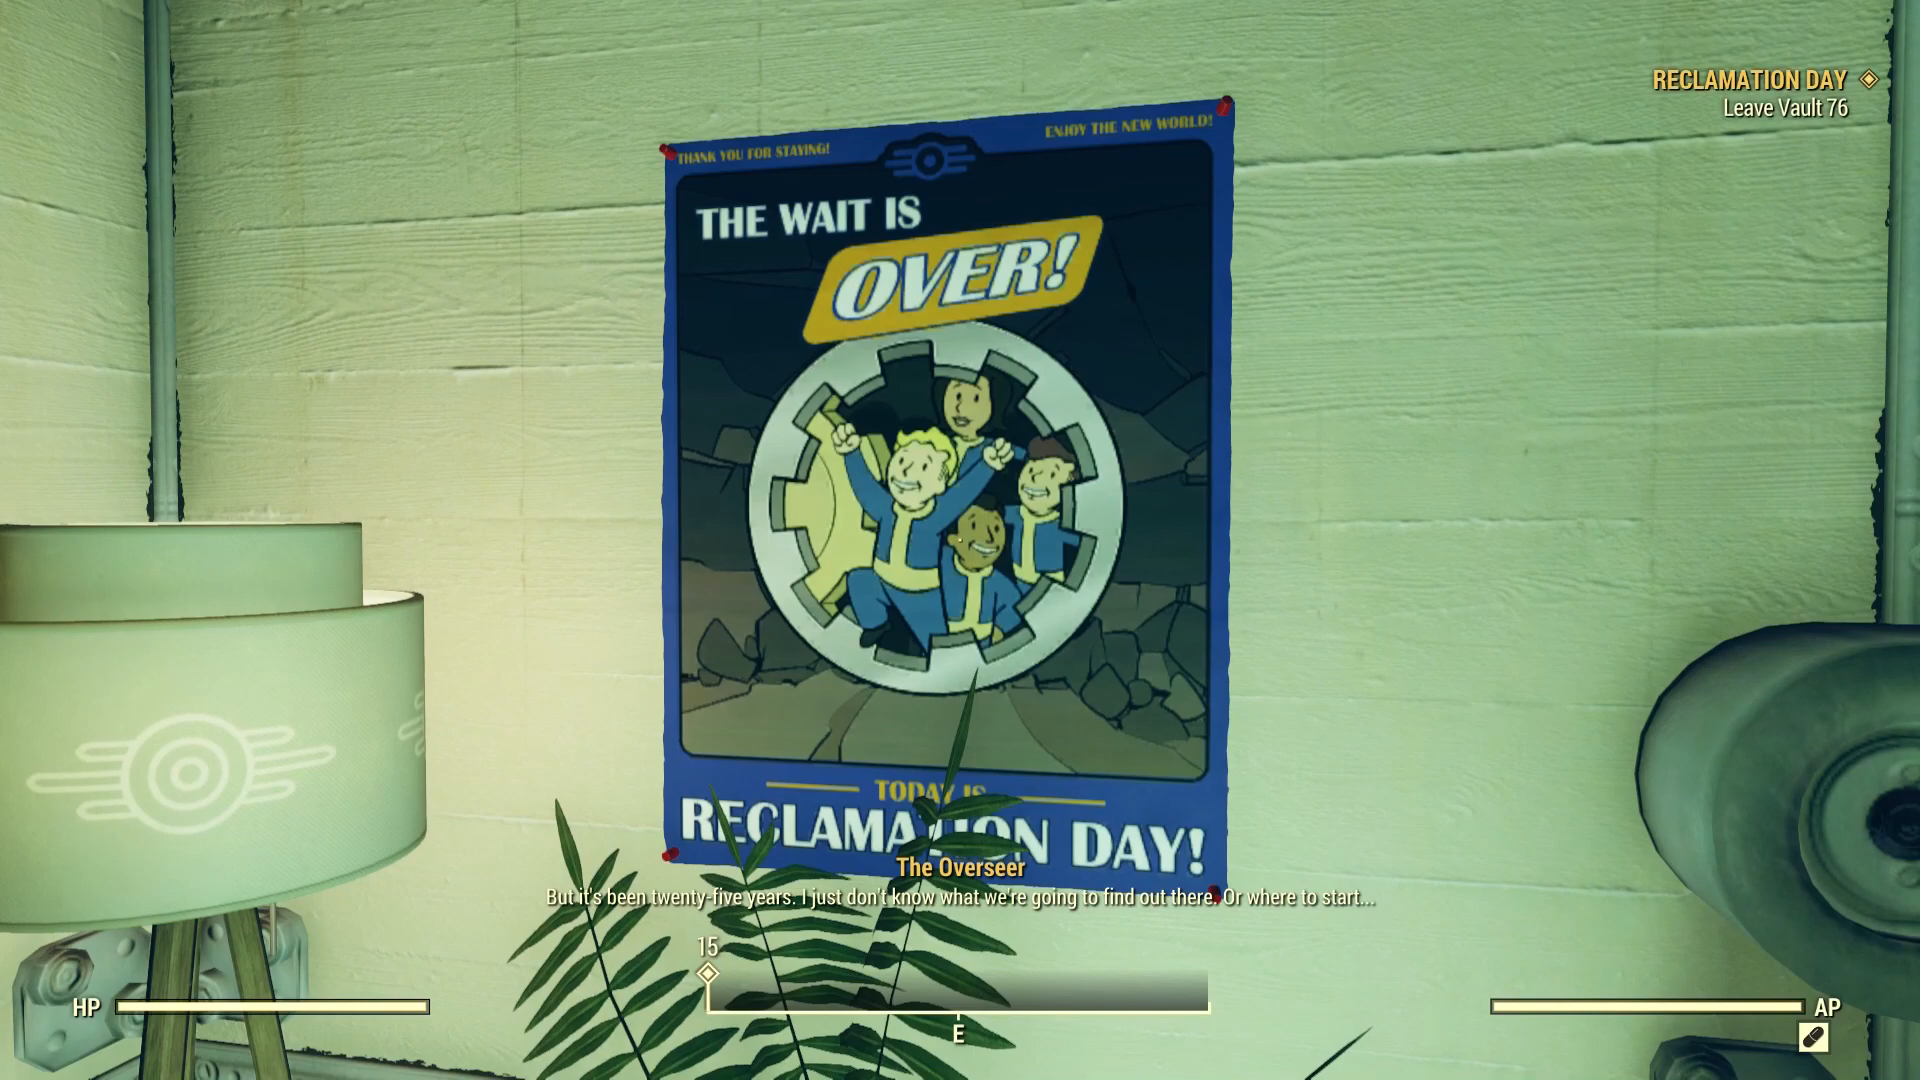 RECLAMATION DAY
Leave Vault 76
THANK YOU FOR STAYING!
ENJOY THE NEW WORLD!
THE WAIT IS
OVER!
TODAY IS
RECLAMATION DAY!
The Overseer
But it's been twenty-five years. I just don't know what we're going to find out there. Or where to start...
15
HP
E
AP